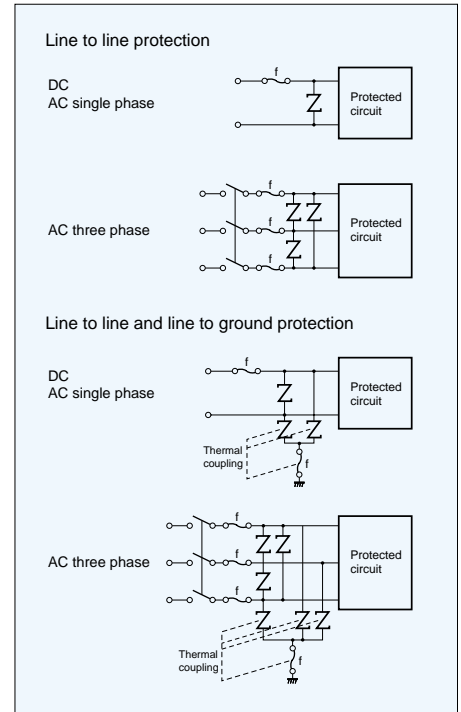 Line to line protection
DC
AC single phase
f
Protected
circuit
AC three phase
f
f
f
Protected
circuit
Line to line and line to ground protection
DC
AC single phase
f
Protected
circuit
Thermal
coupling
f
AC three phase
f
f
f
Protected
circuit
Thermal
coupling
f